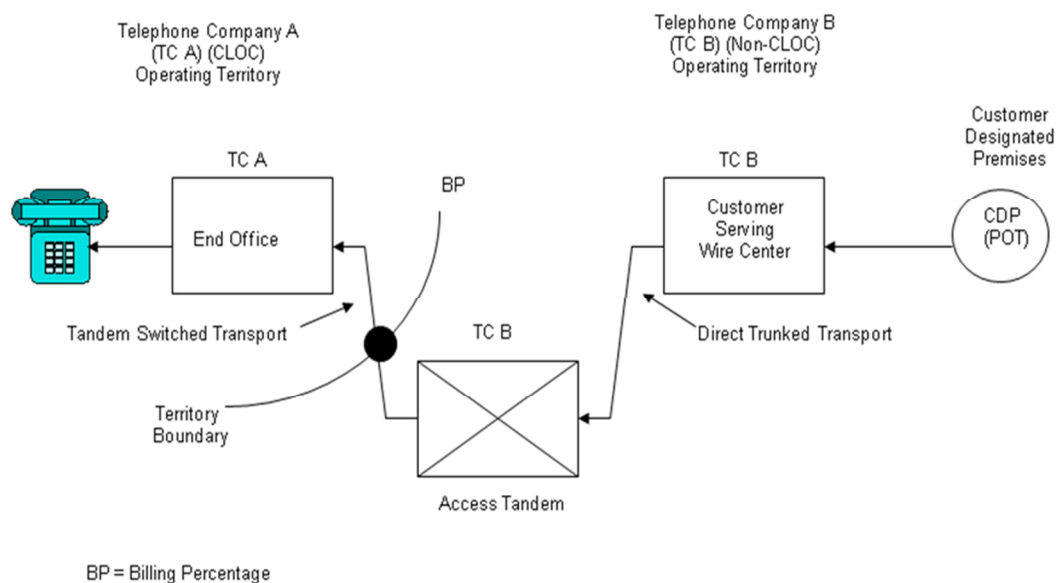 Telephone Company A
(TC A) (CLOC)
Operating Territory
Telephone Company B
(TC B) (Non-CLOC)
Operating Territory
Customer
Designated
Premises
TC A
BP
TC B
End Office
Customer
Serving
Wire Center
CDP
(POT)
Tandem Switched Transport
TC B
Direct Trunked Transport
Territory
Boundary
Access Tandem
BP = Billing Percentage